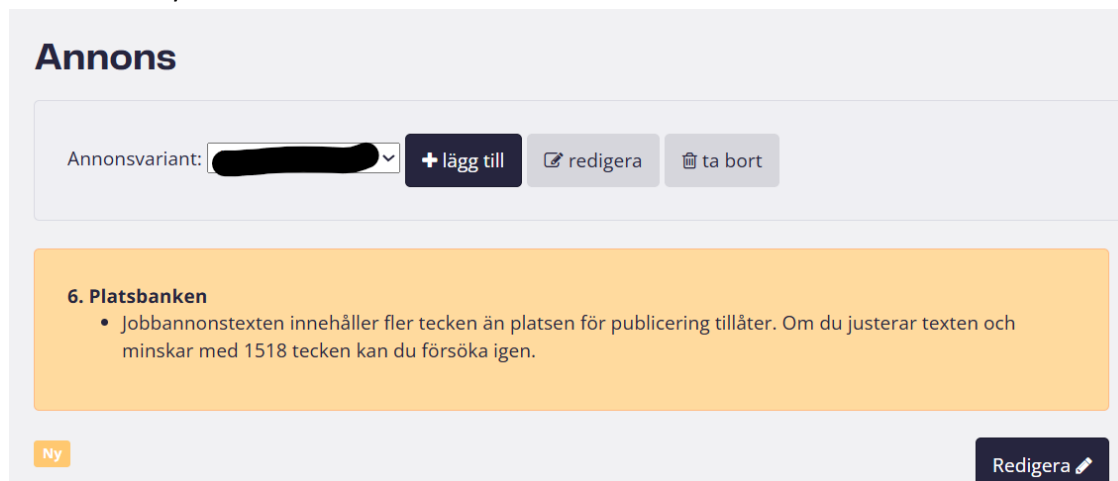 Annons
Annonsvariant: + lägg till redigera ta bort
6. Platsbanken
• Jobbannonstexten innehåller fler tecken än platsen för publicering tillåter. Om du justerar texten och
minskar med 1518 tecken kan du försöka igen.
Ny
Redigera